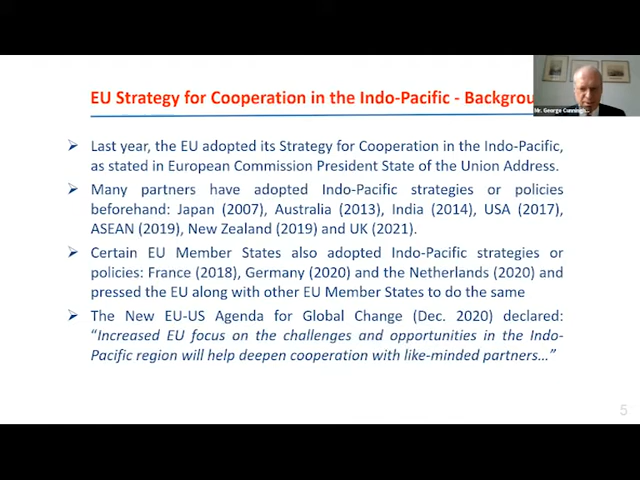 EU Strategy for Cooperation in the Indo-Pacific - Backgrou
Mr. George Cunningh
➢ Last year, the EU adopted its Strategy for Cooperation in the Indo-Pacific,
as stated in European Commission President State of the Union Address.
➢ Many partners have adopted Indo-Pacific strategies or policies
beforehand: Japan (2007), Australia (2013), India (2014), USA (2017),
ASEAN (2019), New Zealand (2019) and UK (2021).
➢ Certain EU Member States also adopted Indo-Pacific strategies or
policies: France (2018), Germany (2020) and the Netherlands (2020) and
pressed the EU along with other EU Member States to do the same
➢ The New EU-US Agenda for Global Change (Dec. 2020) declared:
“Increased EU focus on the challenges and opportunities in the Indo-
Pacific region will help deepen cooperation with like-minded partners…”
5